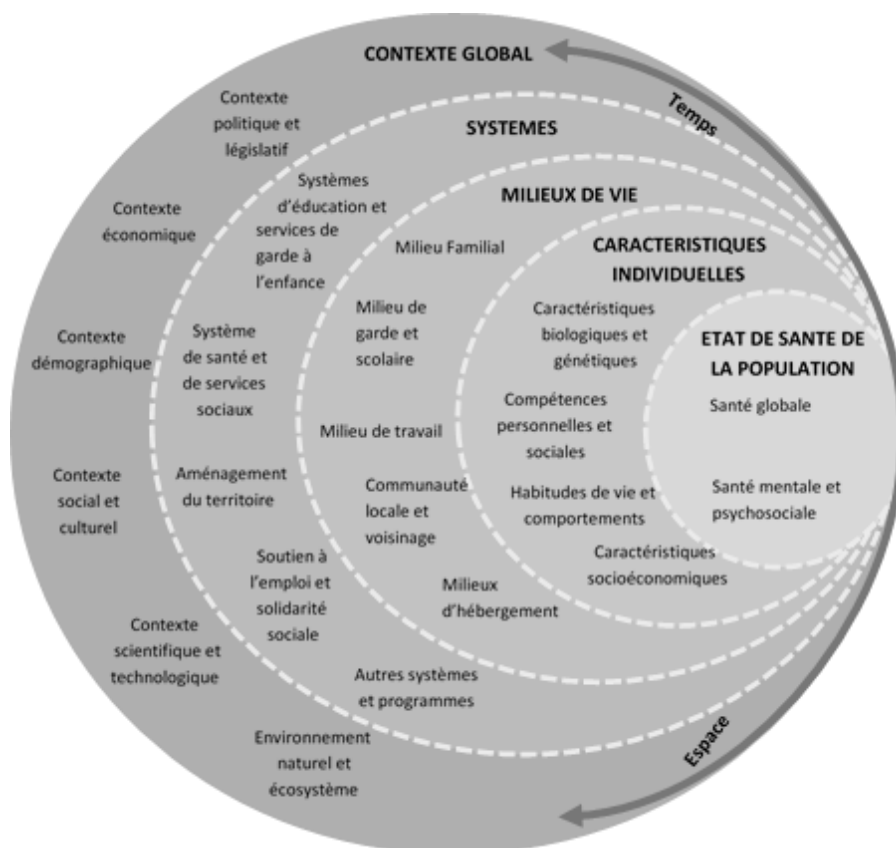 CONTEXTE GLOBAL
Temps
Contexte
politique et
législatif
Contexte
économique
Contexte
démographique
Contexte
social et
culturel
Contexte
scientifique et
technologique
Environnement
naturel et
écosystème
SYSTEMES
Systèmes
d'éducation et
services de
garde à
l'enfance
Système
de santé et
de services
sociaux
Aménagement
du territoire
Soutien à
l'emploi et
solidarité
sociale
Autres systèmes
et programmes
MILIEUX DE VIE
Milieu Familial
Milieu de
garde et
scolaire
Milieu de travail
Communauté
locale et
voisinage
Milieux
d'hébergement
CARACTERISTIQUES
INDIVIDUELLES
Caractéristiques
biologiques et
génétiques
Compétences
personnelles et
sociales
Habitudes de vie et
comportements
Caractéristiques
socioéconomiques
ETAT DE SANTE DE
LA POPULATION
Santé globale
Santé mentale et
psychosociale
Espace